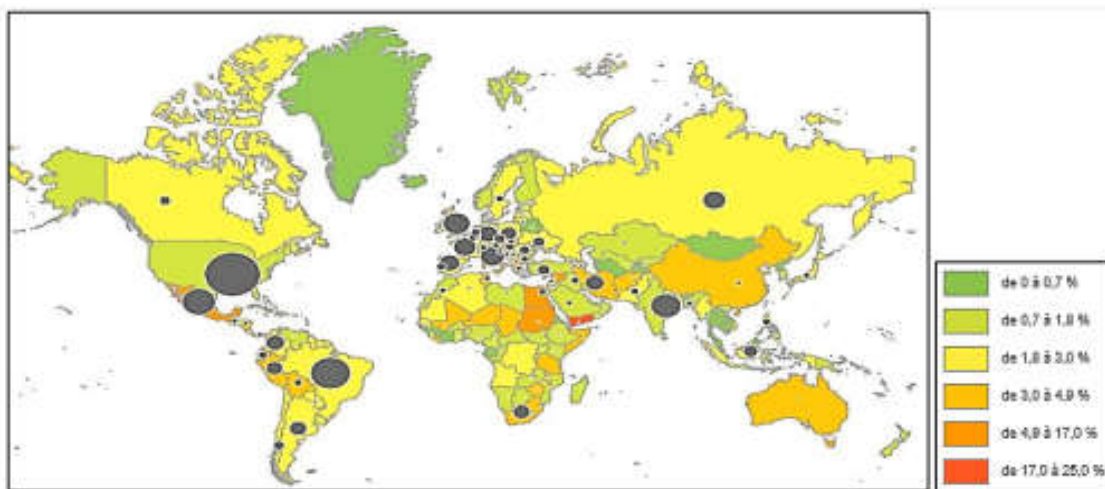 de 0 à 0,7 %
de 0,7 à 1,8 %
de 1,8 à 3,0 %
de 3,0 à 4,9 %
de 4,9 à 17,0 %
de 17,0 à 25,0 %